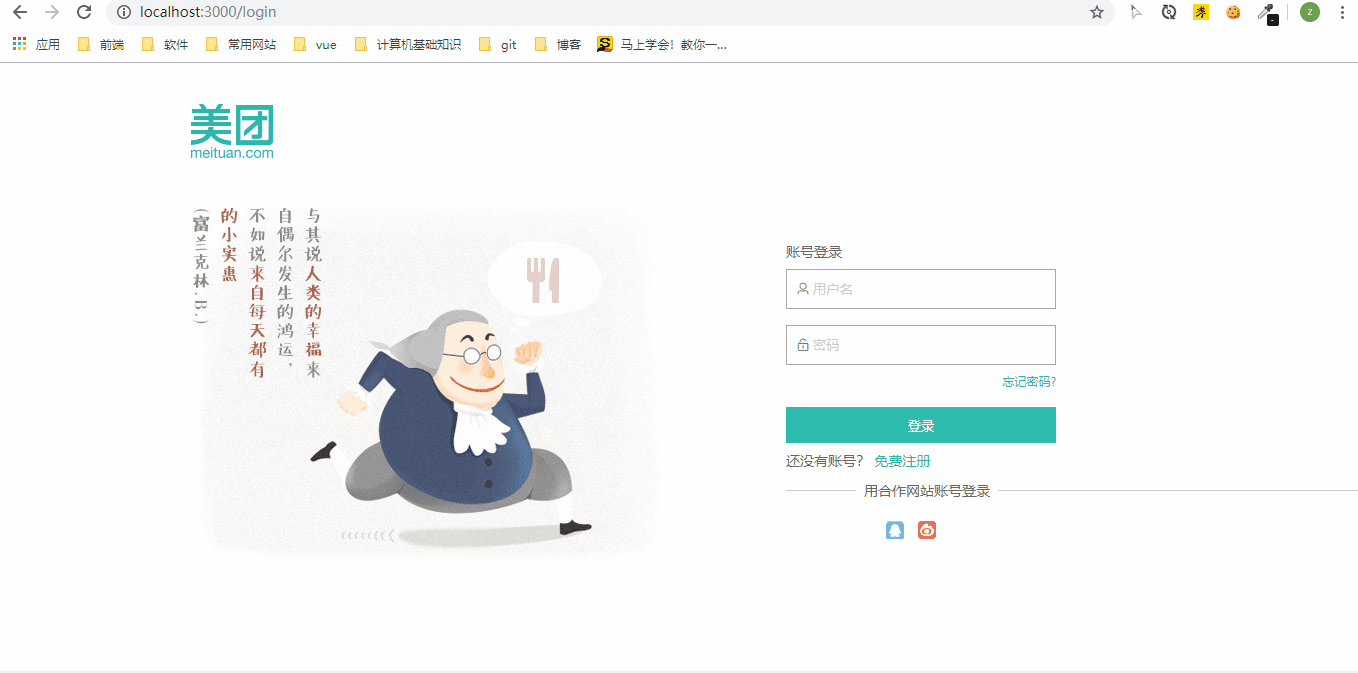 localhost:3000/login
z
应用
前端
软件
常用网站
vue
计算机基础知识
git
博客
马上学会！教你一...
美团
meituan.com
与其说人类的幸福来
自偶尔发生的鸿运，
不如说来自每天都有
的小实惠
(富兰克林.B.)
账号登录
用户名
密码
忘记密码?
登录
还没有账号? 免费注册
用合作网站账号登录